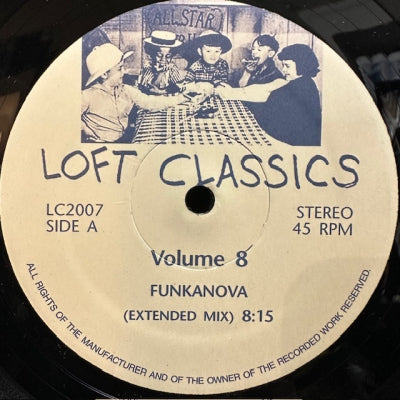 ALLSTAR
LOFT CLASSICS
LC2007
SIDE A
STEREO
45 RPM
Volume 8
FUNKANOVA
(EXTENDED MIX) 8:15
ALL RIGHTS OF THE MANUFACTURER AND OF THE OWNER OF THE RECORDED WORK RESERVED.